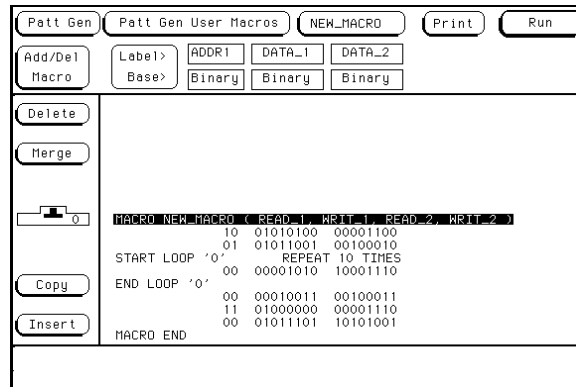 Patt Gen Patt Gen User Macros NEW_MACRO Print Run
Add/Del Label> ADDR1 DATA_1 DATA_2
Macro Base> Binary Binary Binary
Delete
Merge
0
MACRO NEW_MACRO ( READ_1, WRIT_1, READ_2, WRIT_2 )
10 01010100 00001100
01 01011001 00100010
START LOOP '0' REPEAT 10 TIMES
00 00001010 10001110
Copy
END LOOP '0'
00 00010011 00100011
11 01000000 00001110
Insert
00 01011101 10101001
MACRO END